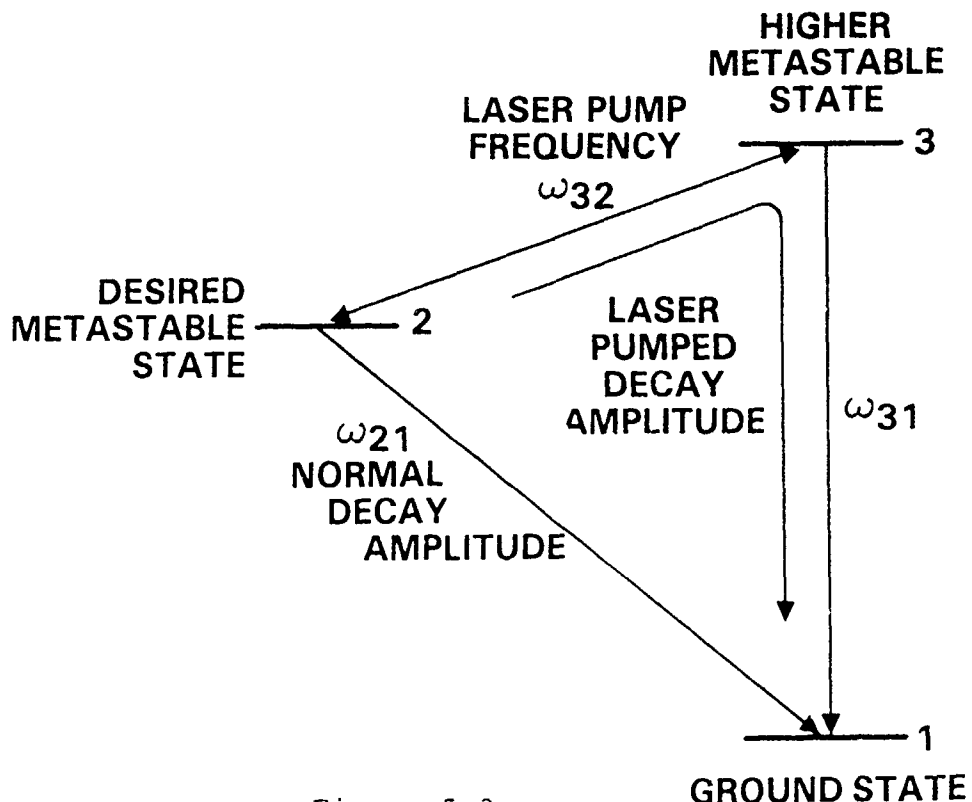 HIGHER
METASTABLE
STATE
3
LASER PUMP
FREQUENCY
ω32
DESIRED
METASTABLE
STATE
2
LASER
PUMPED
DECAY
AMPLITUDE
ω31
ω21
NORMAL
DECAY
AMPLITUDE
1
GROUND STATE